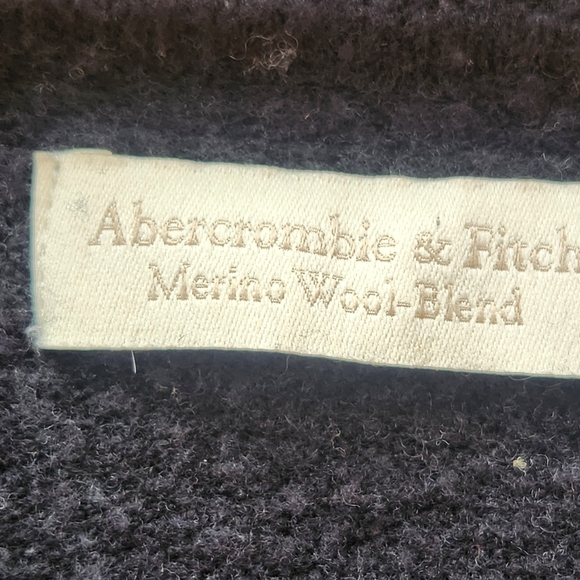 Abercrombie & Fitch
Merino Wool-Blend